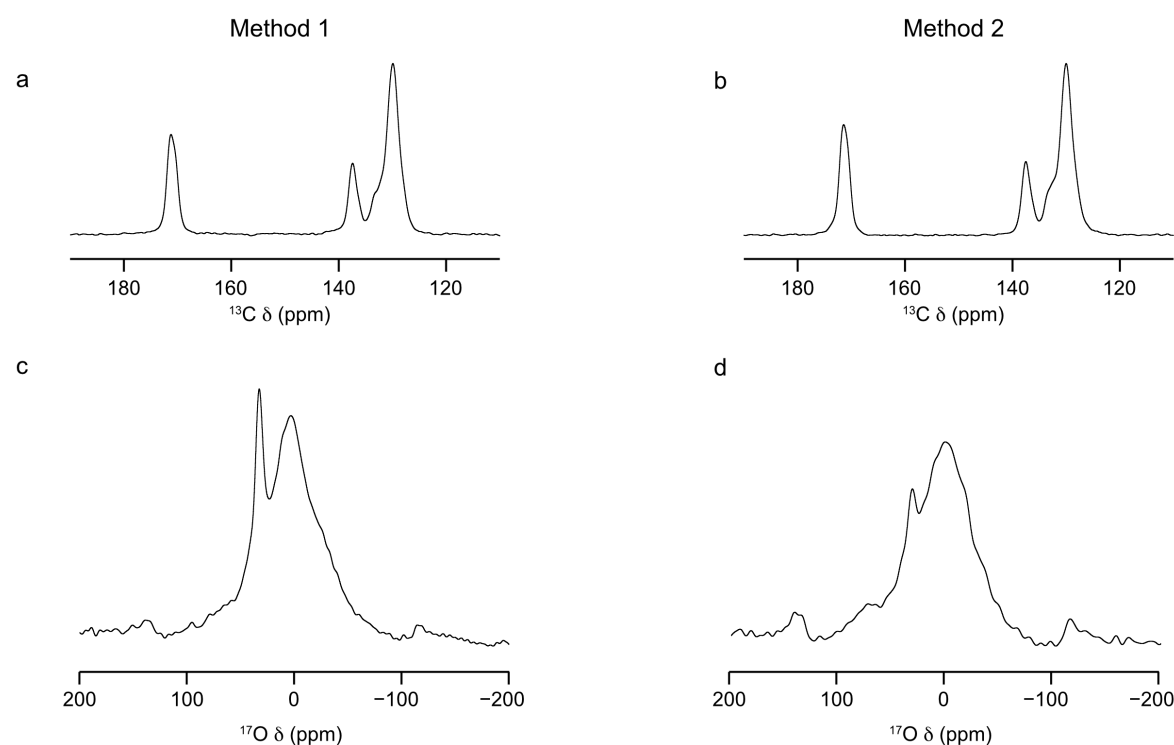 Method 1 Method 2
a b
180 160 140 120 180 160 140 120
¹³C δ (ppm) ¹³C δ (ppm)
c d
200 100 0 −100 −200 200 100 0 −100 −200
¹⁷O δ (ppm) ¹⁷O δ (ppm)